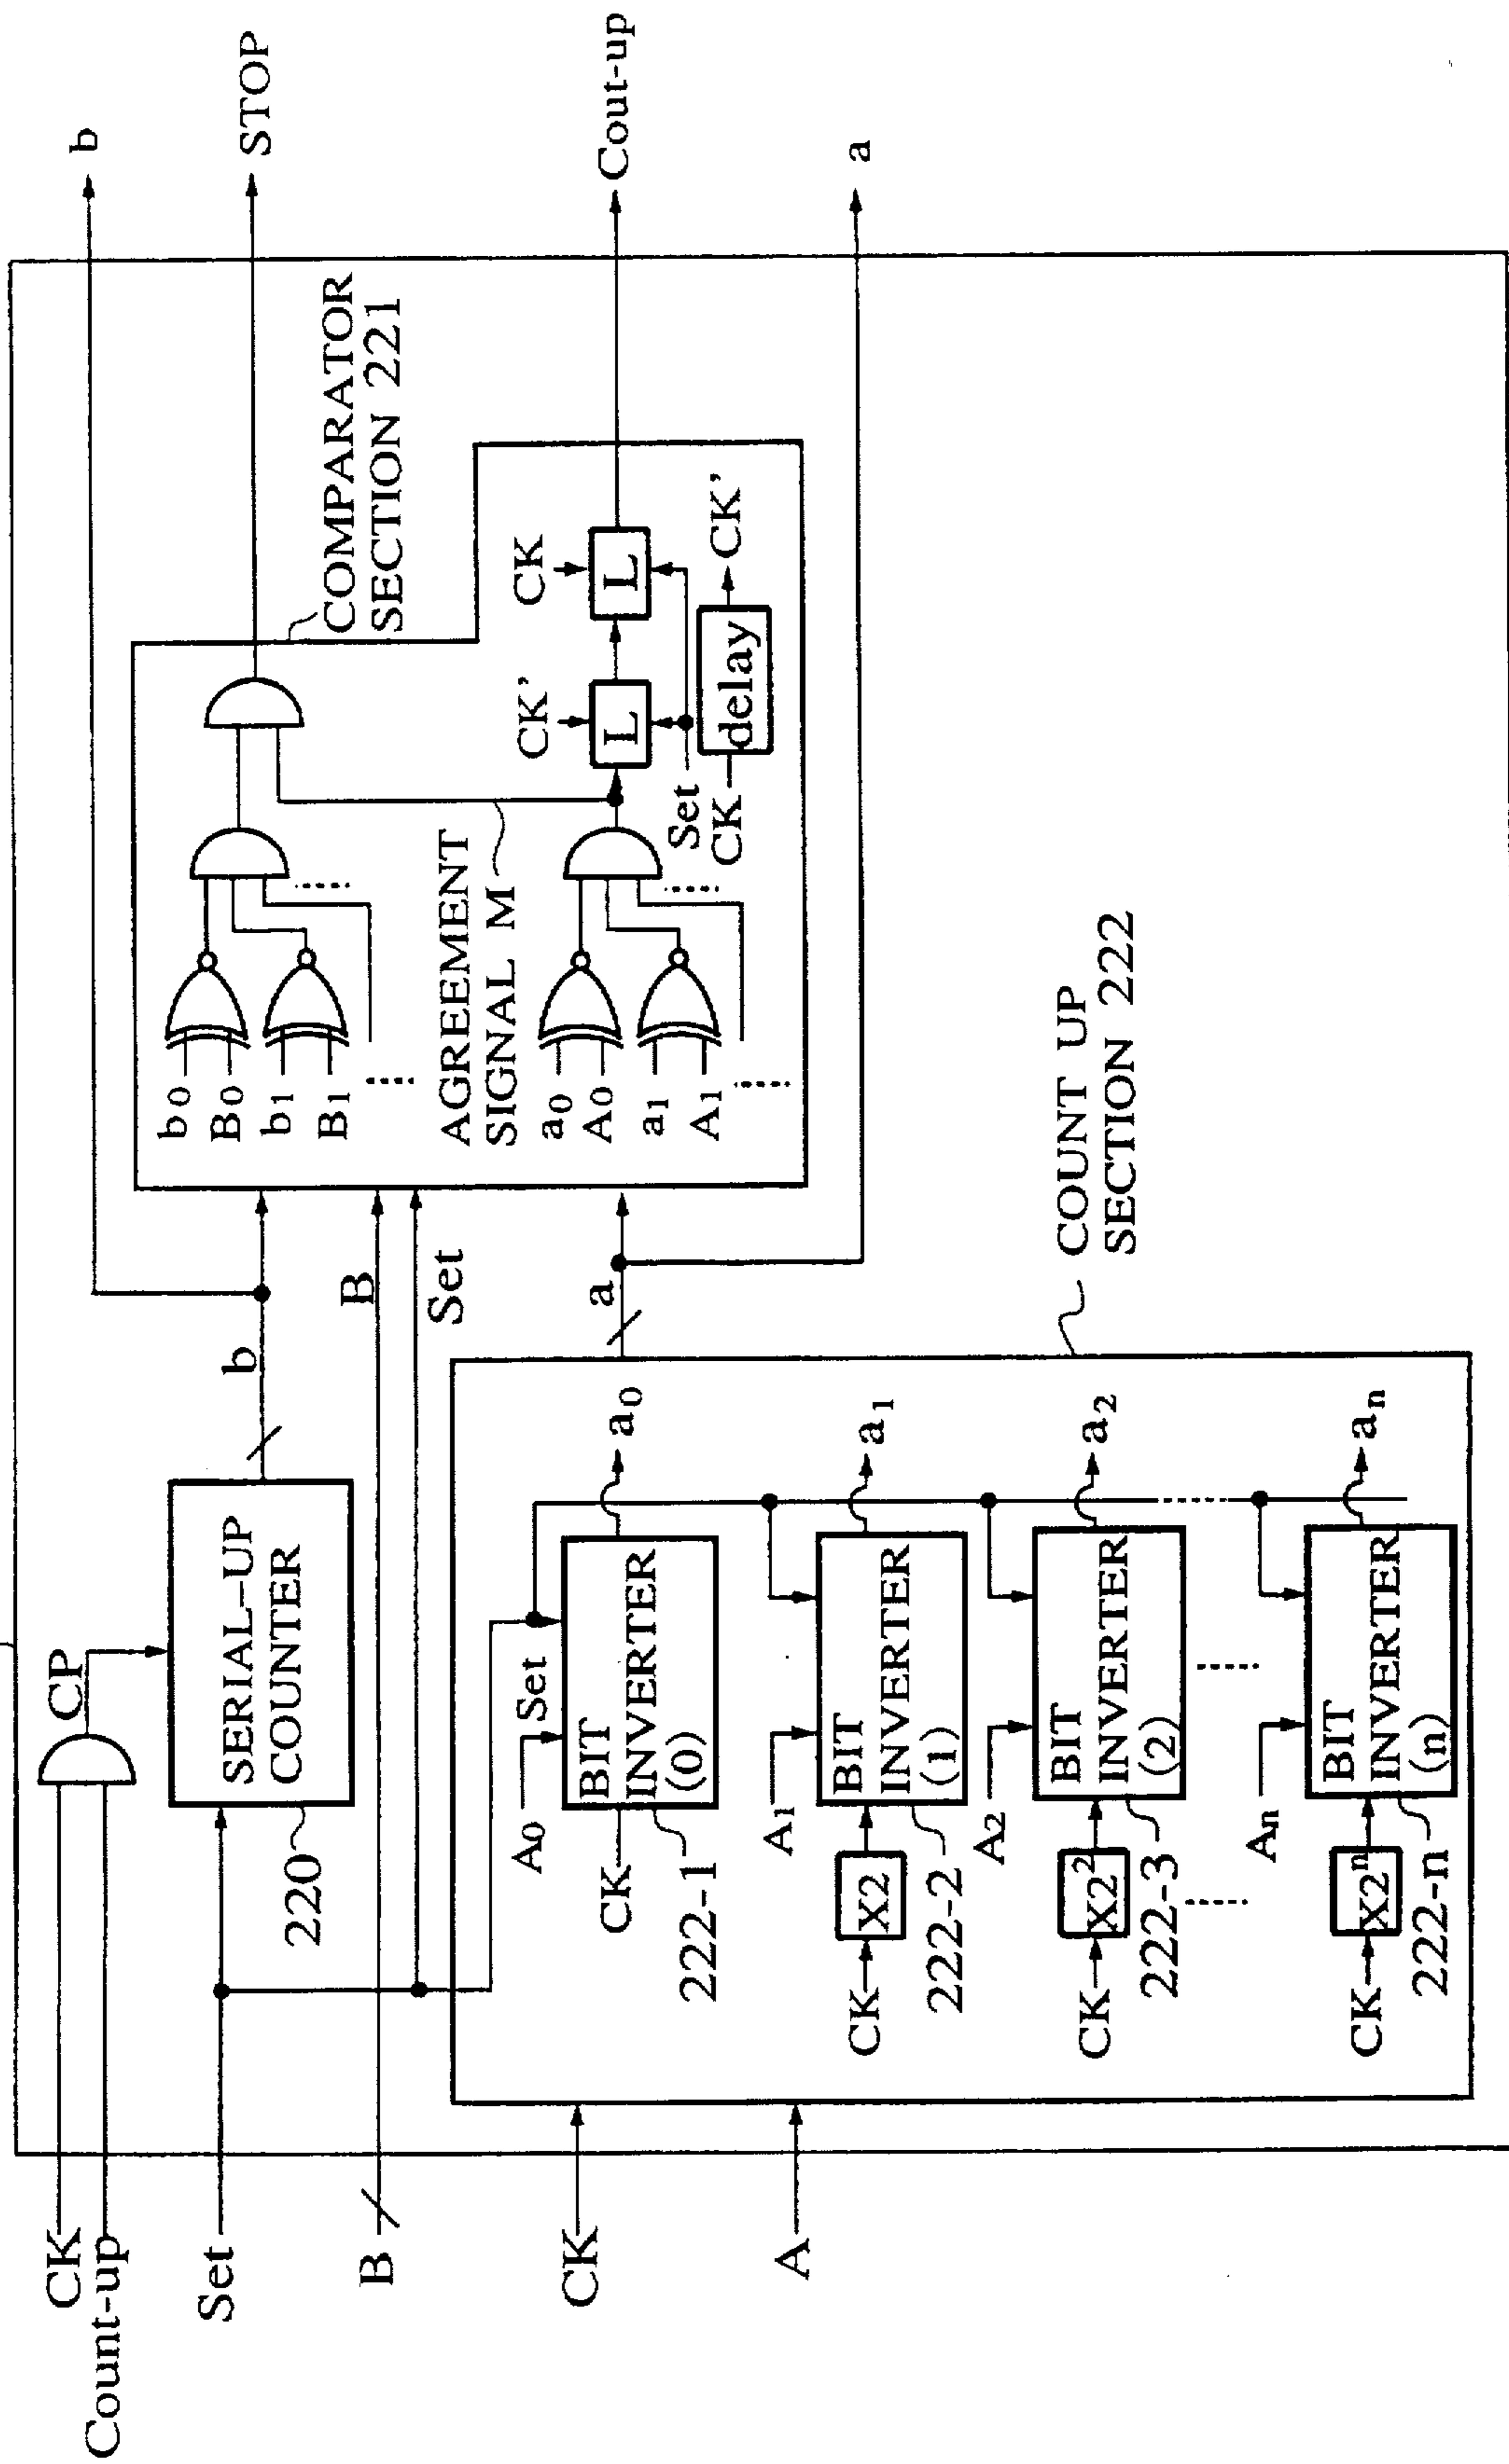 CK
Count-up
CP
Set
SERIAL-UP
COUNTER
220
b
b
B
B
Set
CK
A
COMPARATOR
SECTION 221
b0
B0
b1
B1
AGREEMENT
SIGNAL M
a0
A0
a1
A1
CK'
L
CK
L
Set
CK
delay
CK'
STOP
Cout-up
a
a
COUNT UP
SECTION 222
A0
Set
CK
BIT
INVERTER
(0)
222-1
a0
A1
CK
X2
BIT
INVERTER
(1)
222-2
a1
A2
CK
X2²
BIT
INVERTER
(2)
222-3
a2
An
CK
X2ⁿ
BIT
INVERTER
(n)
222-n
an